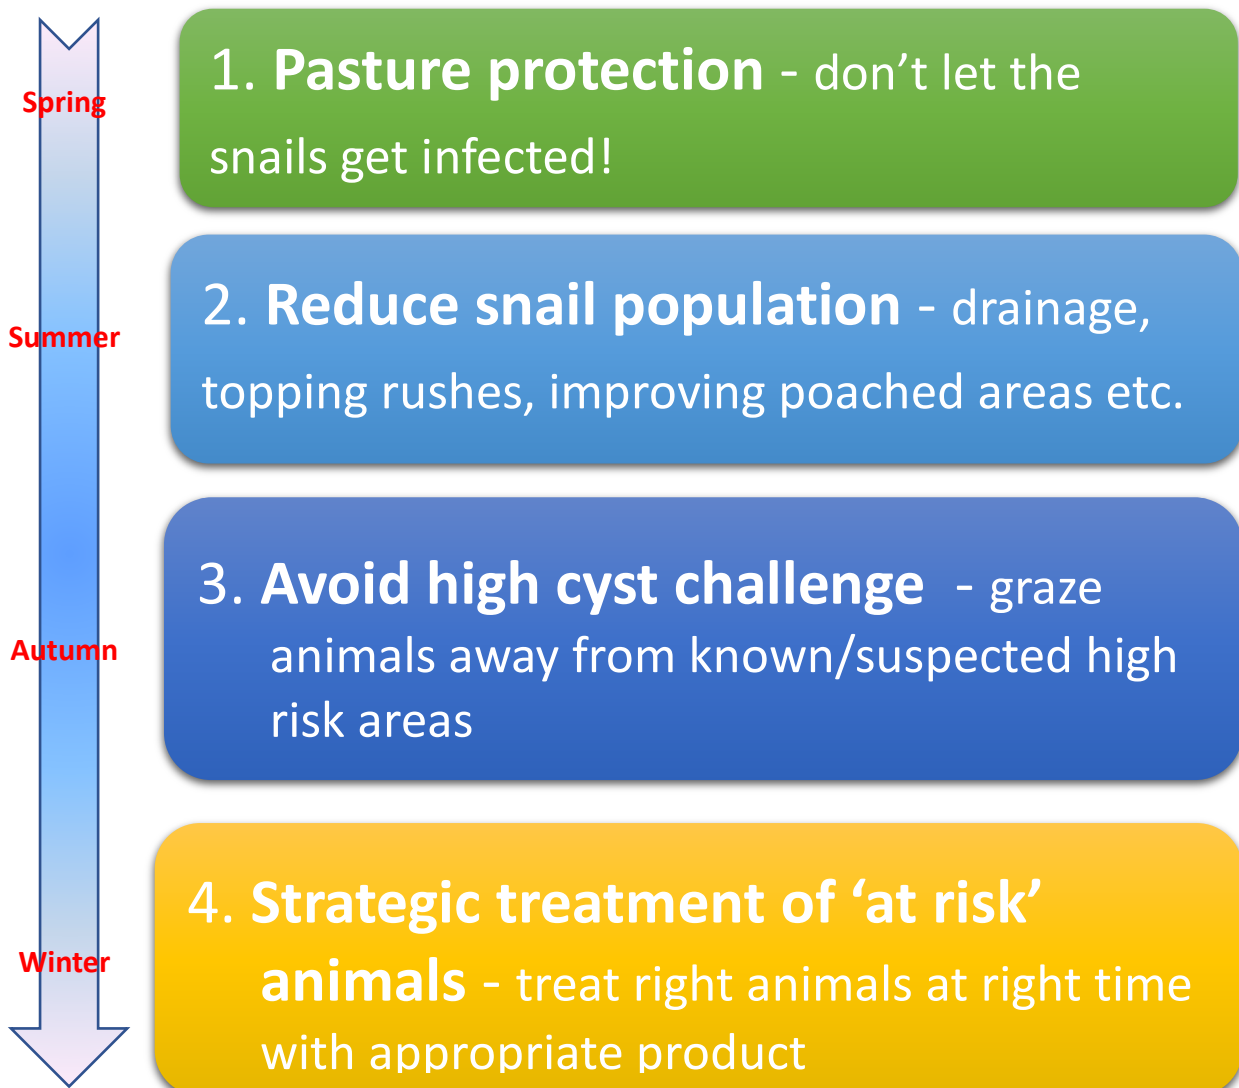 Spring
1. Pasture protection - don’t let the
snails get infected!
Summer
2. Reduce snail population - drainage,
topping rushes, improving poached areas etc.
Autumn
3. Avoid high cyst challenge - graze
animals away from known/suspected high
risk areas
Winter
4. Strategic treatment of ‘at risk’
animals - treat right animals at right time
with appropriate product